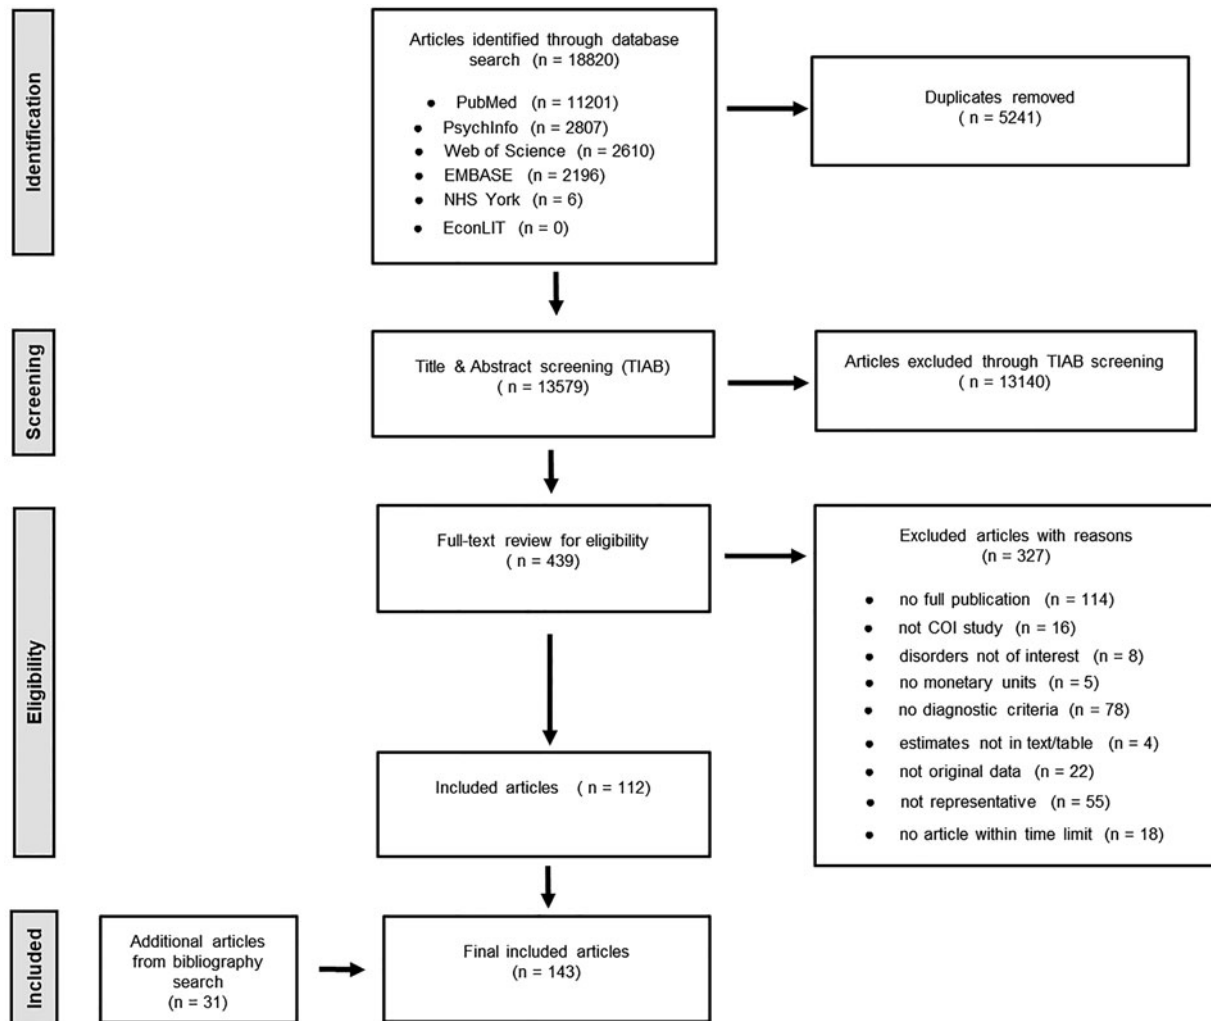 Identification
Articles identified through database
search (n = 18820)
● PubMed (n = 11201)
● PsychInfo (n = 2807)
● Web of Science (n = 2610)
● EMBASE (n = 2196)
● NHS York (n = 6)
● EconLIT (n = 0)
Duplicates removed
( n = 5241)
Screening
Title & Abstract screening (TIAB)
( n = 13579)
Articles excluded through TIAB screening
( n = 13140)
Eligibility
Full-text review for eligibility
( n = 439)
Excluded articles with reasons
(n = 327)
● no full publication (n = 114)
● not COI study (n = 16)
● disorders not of interest (n = 8)
● no monetary units (n = 5)
● no diagnostic criteria (n = 78)
● estimates not in text/table (n = 4)
● not original data (n = 22)
● not representative (n = 55)
● no article within time limit (n = 18)
Included articles ( n = 112)
Included
Additional articles
from bibliography
search
(n = 31)
Final included articles
(n = 143)